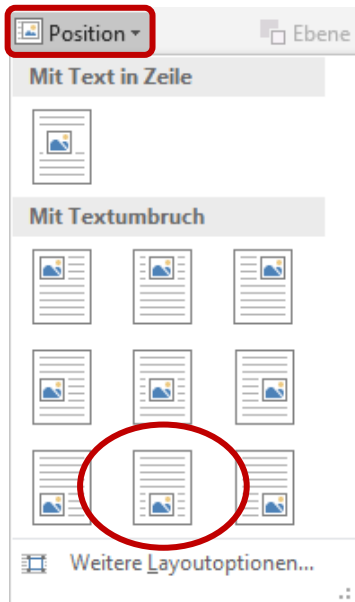 Position
Ebene
Mit Text in Zeile
Mit Textumbruch
Weitere Layoutoptionen...